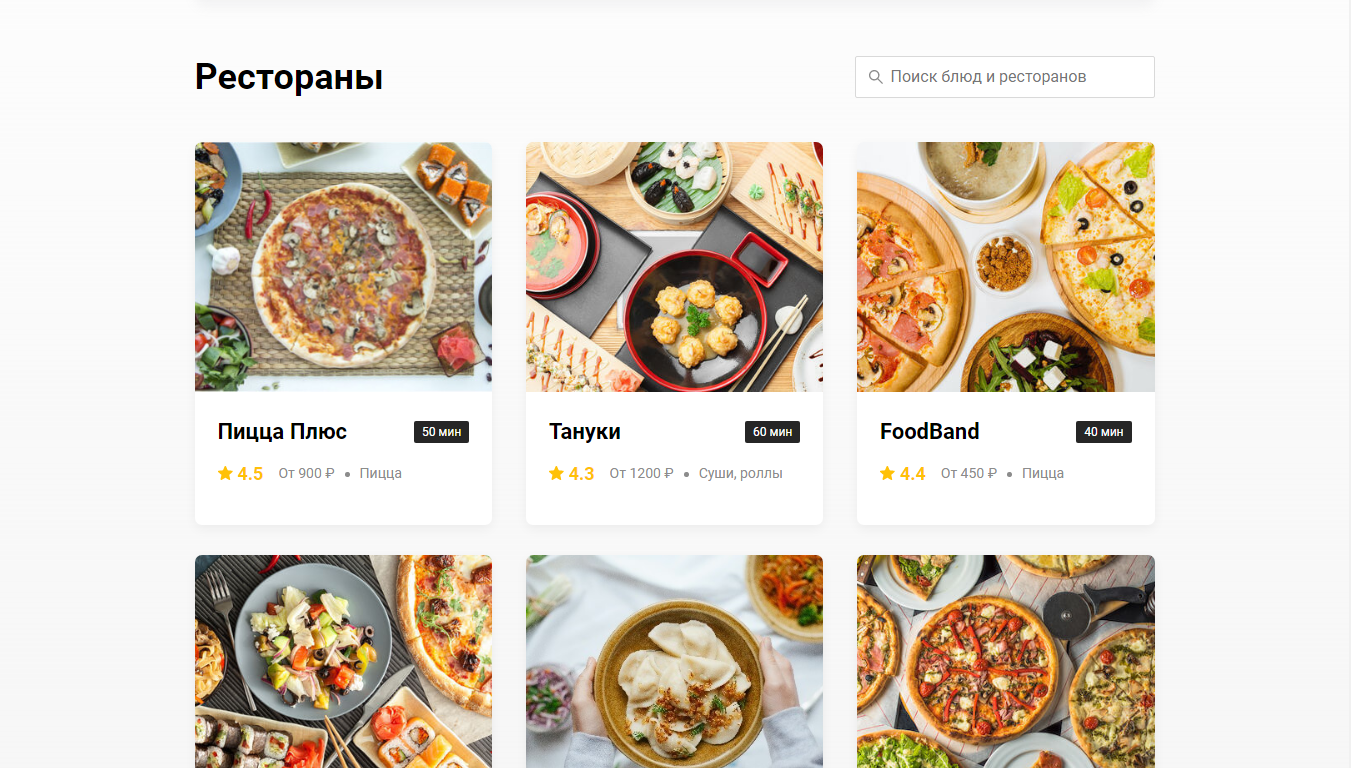 Рестораны
Поиск блюд и ресторанов
Пицца Плюс 50 мин
4.5 От 900 ₽ • Пицца
Тануки 60 мин
4.3 От 1200 ₽ • Суши, роллы
FoodBand 40 мин
4.4 От 450 ₽ • Пицца